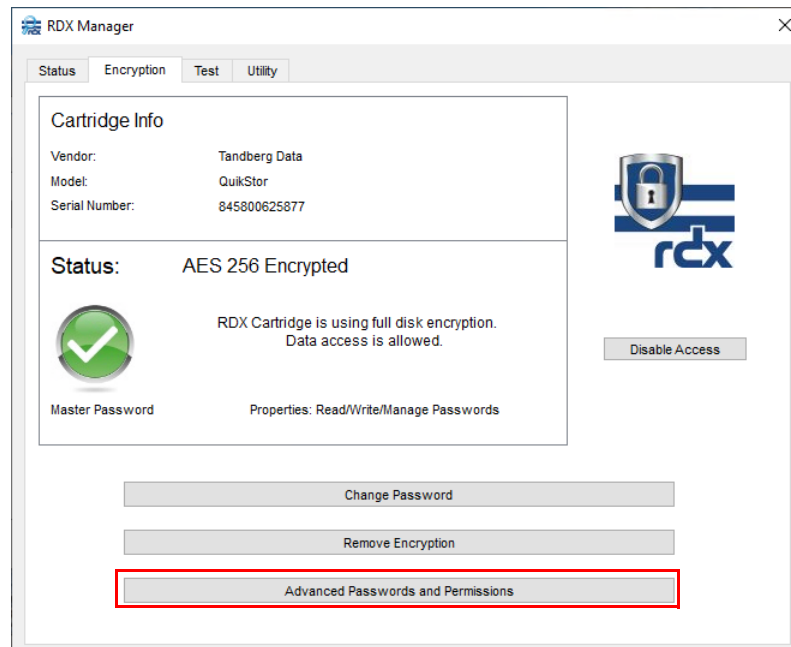 RDX Manager
Status Encryption Test Utility
Cartridge Info
Vendor: Tandberg Data
Model: QuikStor
Serial Number: 845800625877
rdx
Status: AES 256 Encrypted
RDX Cartridge is using full disk encryption.
Data access is allowed.
Disable Access
Master Password Properties: Read/Write/Manage Passwords
Change Password
Remove Encryption
Advanced Passwords and Permissions